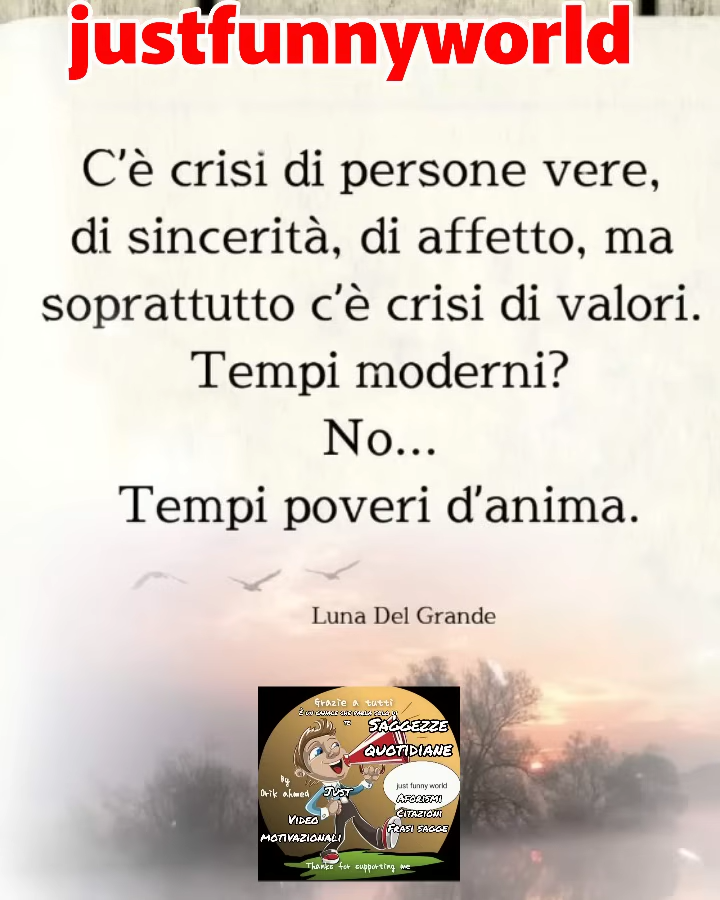 justfunnyworld
C'è crisi di persone vere,
di sincerità, di affetto, ma
soprattutto c'è crisi di valori.
Tempi moderni?
No...
Tempi poveri d'anima.
Luna Del Grande
Grazie a tutti
TE
SAGGEZZE
QUOTIDIANE
By
Orik ahmed
JUST
just funny world
AFORISMI
CITAZIONI
FRASI SAGGE
VIDEO
MOTIVAZIONALI
Thanks for supporting me